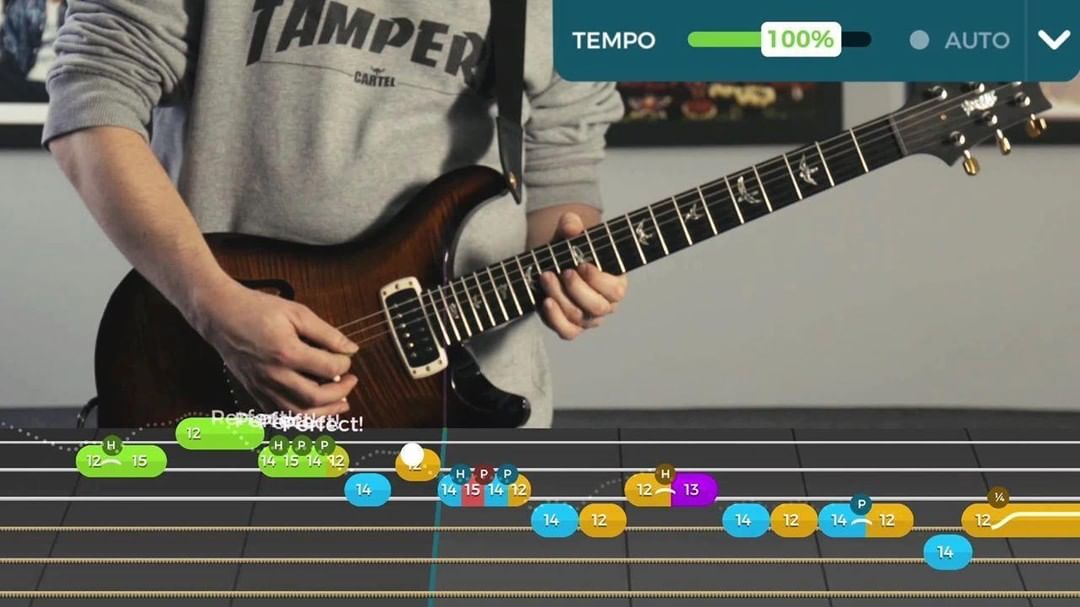 TAMPER
CARTEL
TEMPO 100% AUTO
Perfect!
12
H
12 15
H P P
14 15 14 12
14
12
H P P
14 15 14 12
14 12
H
12 13
P
14 12 14 12
¼
12
14